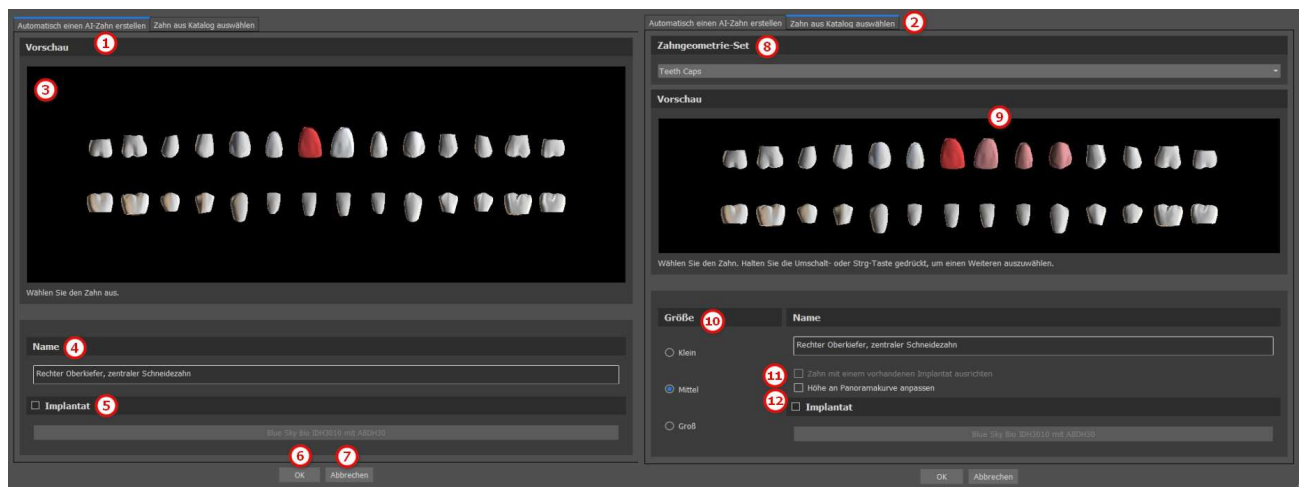 Automatisch einen AI-Zahn erstellen Zahn aus Katalog auswählen
1
Vorschau
3
Wählen Sie den Zahn aus.
Name 4
Rechter Oberkiefer, zentraler Schneidezahn
Implantat 5
Blue Sky Bio IDH3010 mit ABDH30
6 7
OK Abbrechen
Automatisch einen AI-Zahn erstellen Zahn aus Katalog auswählen 2
Zahngeometrie-Set 8
Teeth Caps
Vorschau
9
Wählen Sie den Zahn. Halten Sie die Umschalt- oder Strg-Taste gedrückt, um einen Weiteren auszuwählen.
Größe 10
Klein
Mittel
Groß
Name
Rechter Oberkiefer, zentraler Schneidezahn
11 Zahn mit einem vorhandenen Implantat ausrichten
Höhe an Panoramakurve anpassen
12 Implantat
Blue Sky Bio IDH3010 mit ABDH30
OK Abbrechen